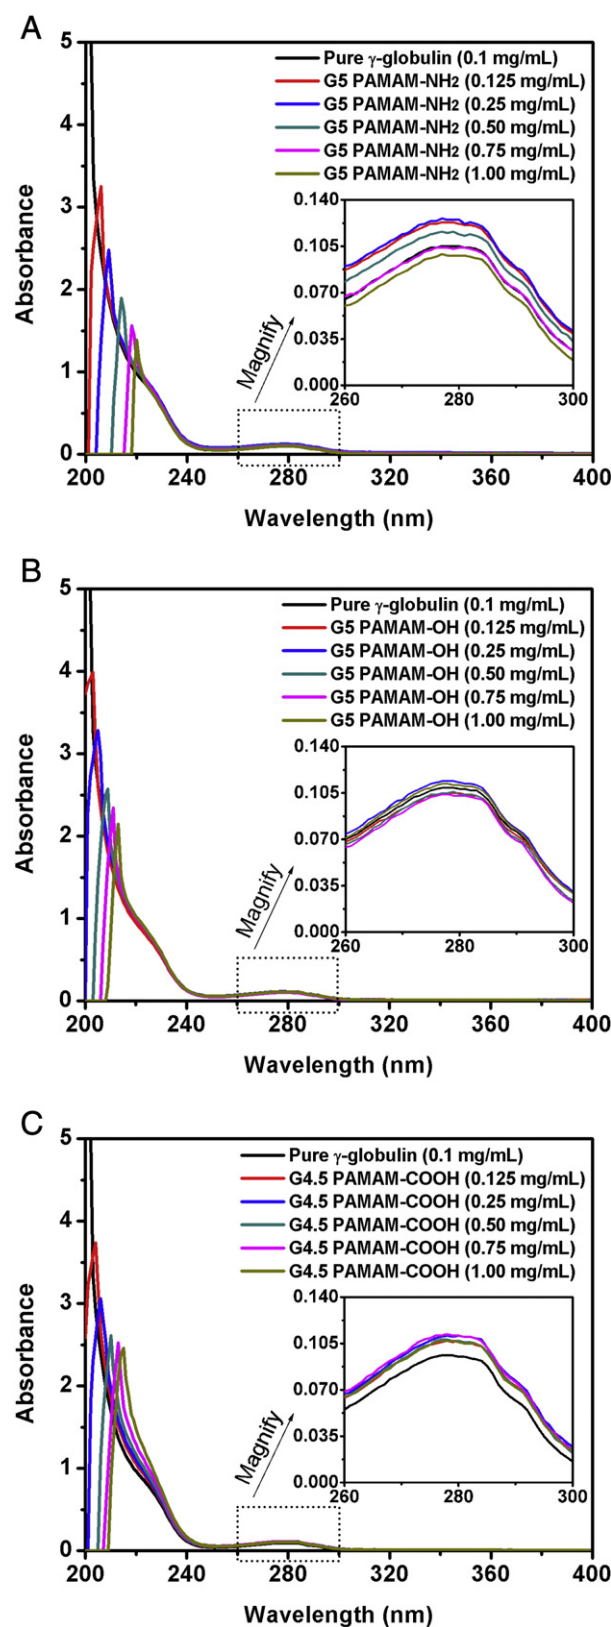 A
Pure γ-globulin (0.1 mg/mL)
G5 PAMAM-NH2 (0.125 mg/mL)
G5 PAMAM-NH2 (0.25 mg/mL)
G5 PAMAM-NH2 (0.50 mg/mL)
G5 PAMAM-NH2 (0.75 mg/mL)
G5 PAMAM-NH2 (1.00 mg/mL)
5
4
3
2
1
0
Absorbance
0.140
0.105
0.070
0.035
0.000
260 280 300
Magnify
200 240 280 320 360 400
Wavelength (nm)
B
Pure γ-globulin (0.1 mg/mL)
G5 PAMAM-OH (0.125 mg/mL)
G5 PAMAM-OH (0.25 mg/mL)
G5 PAMAM-OH (0.50 mg/mL)
G5 PAMAM-OH (0.75 mg/mL)
G5 PAMAM-OH (1.00 mg/mL)
5
4
3
2
1
0
Absorbance
0.140
0.105
0.070
0.035
0.000
260 280 300
Magnify
200 240 280 320 360 400
Wavelength (nm)
C
Pure γ-globulin (0.1 mg/mL)
G4.5 PAMAM-COOH (0.125 mg/mL)
G4.5 PAMAM-COOH (0.25 mg/mL)
G4.5 PAMAM-COOH (0.50 mg/mL)
G4.5 PAMAM-COOH (0.75 mg/mL)
G4.5 PAMAM-COOH (1.00 mg/mL)
5
4
3
2
1
0
Absorbance
0.140
0.105
0.070
0.035
0.000
260 280 300
Magnify
200 240 280 320 360 400
Wavelength (nm)